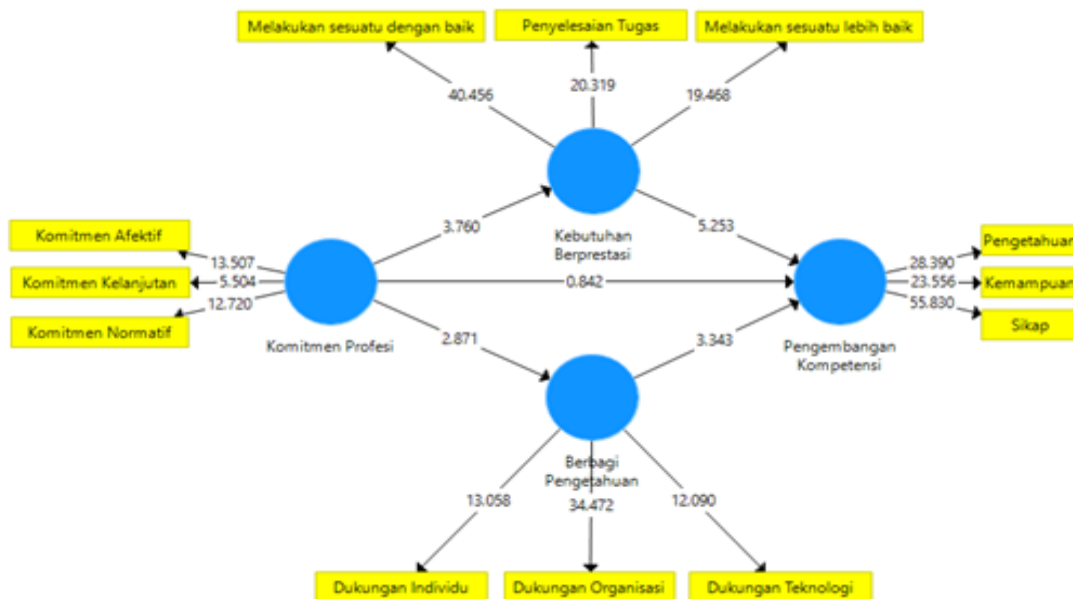 Melakukan sesuatu dengan baik
Penyelesaian Tugas
Melakukan sesuatu lebih baik
40.456
20.319
19.468
Kebutuhan
Berprestasi
3.760
5.253
Komitmen Afektif
Komitmen Kelanjutan
Komitmen Normatif
13.507
5.504
12.720
Komitmen Profesi
0.842
Pengembangan
Kompetensi
28.390
23.556
55.830
Pengetahuan
Kemampuan
Sikap
2.871
3.343
Berbagi
Pengetahuan
13.058
34.472
12.090
Dukungan Individu
Dukungan Organisasi
Dukungan Teknologi